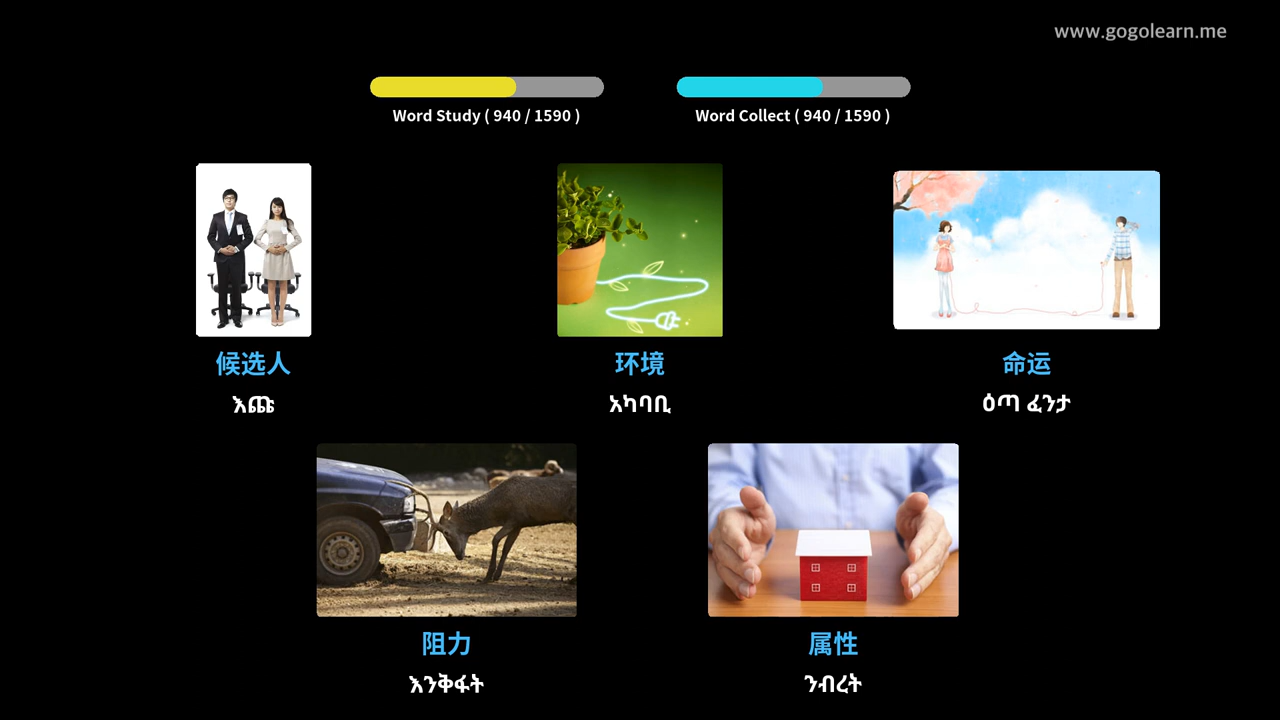 www.gogolearn.me
Word Study ( 940 / 1590 )
Word Collect ( 940 / 1590 )
候选人
እጩ
环境
አካባቢ
命运
ዕጣ ፈንታ
阻力
እንቅፋት
属性
ንብረት